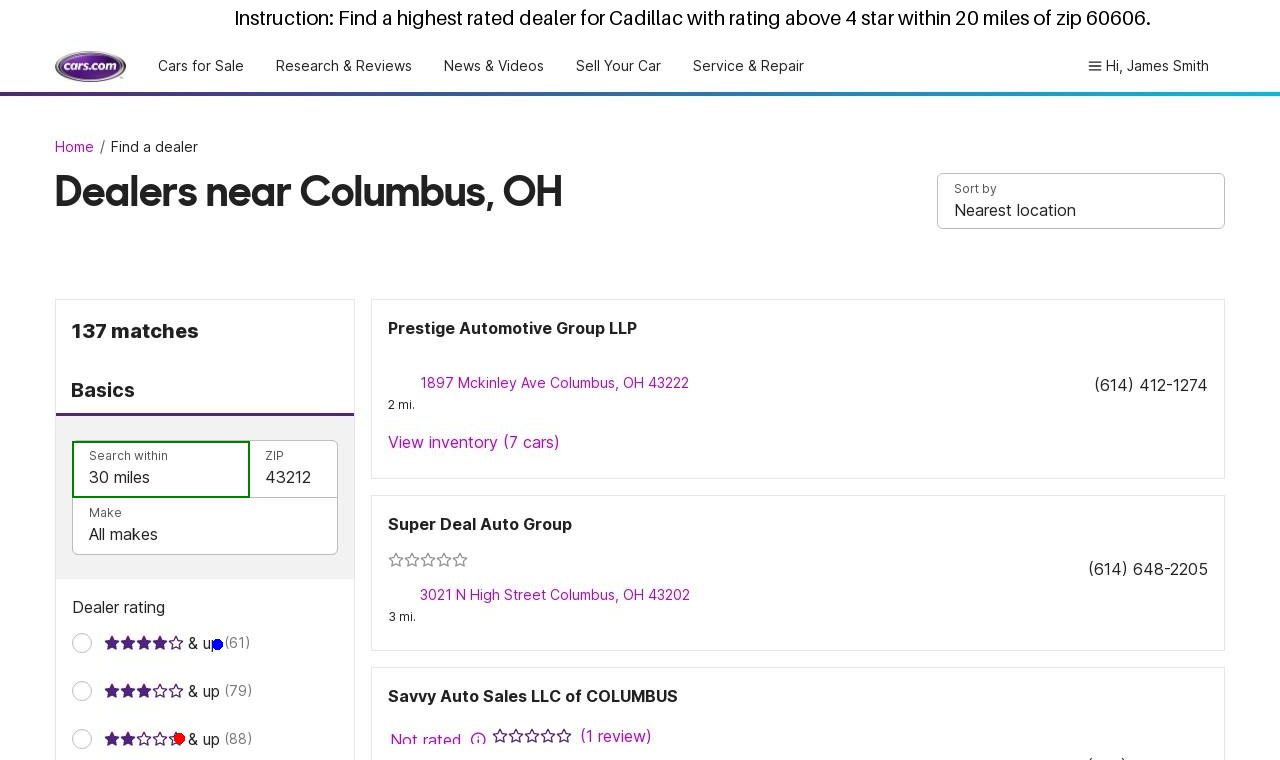 Instruction: Find a highest rated dealer for Cadillac with rating above 4 star within 20 miles of zip 60606.
cars.com
Cars for Sale
Research & Reviews
News & Videos
Sell Your Car
Service & Repair
Hi, James Smith
Home / Find a dealer
Dealers near Columbus, OH
Sort by
Nearest location
137 matches
Basics
Search within
30 miles
ZIP
43212
Make
All makes
Dealer rating
& up (61)
& up (79)
& up (88)
Prestige Automotive Group LLP
1897 Mckinley Ave Columbus, OH 43222
2 mi.
(614) 412-1274
View inventory (7 cars)
Super Deal Auto Group
3021 N High Street Columbus, OH 43202
3 mi.
(614) 648-2205
Savvy Auto Sales LLC of COLUMBUS
Not rated
(1 review)